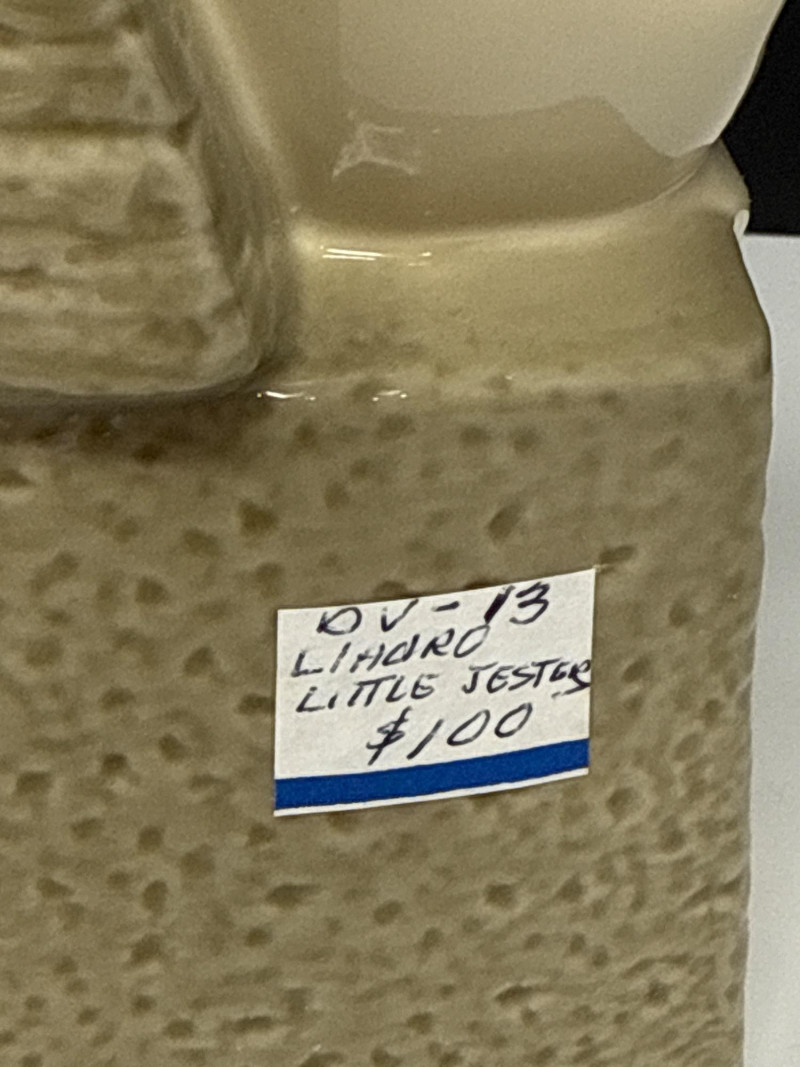 DV-13
LlADRO
LITTLE JESTER
$100